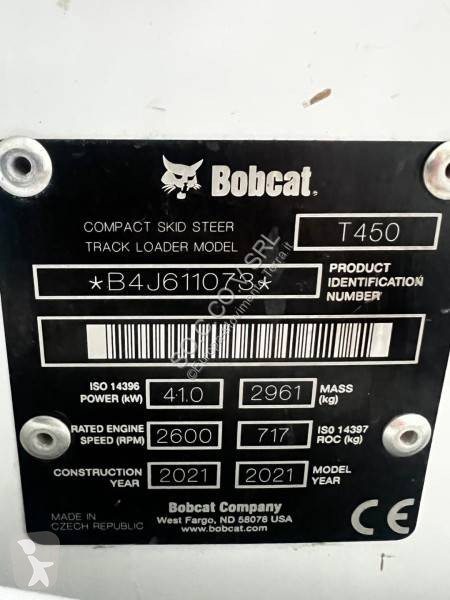 Bobcat.
COMPACT SKID STEER
TRACK LOADER MODEL
T450
*B4J611073*
PRODUCT
IDENTIFICATION
NUMBER
ISO 14396
POWER (kW)
41.0
2961
MASS
(kg)
RATED ENGINE
SPEED (RPM)
2600
717
ISO 14397
ROC (kg)
CONSTRUCTION
YEAR
2021
2021
MODEL
YEAR
MADE IN
CZECH REPUBLIC
Bobcat Company
West Fargo, ND 58078 USA
www.bobcat.com
CE